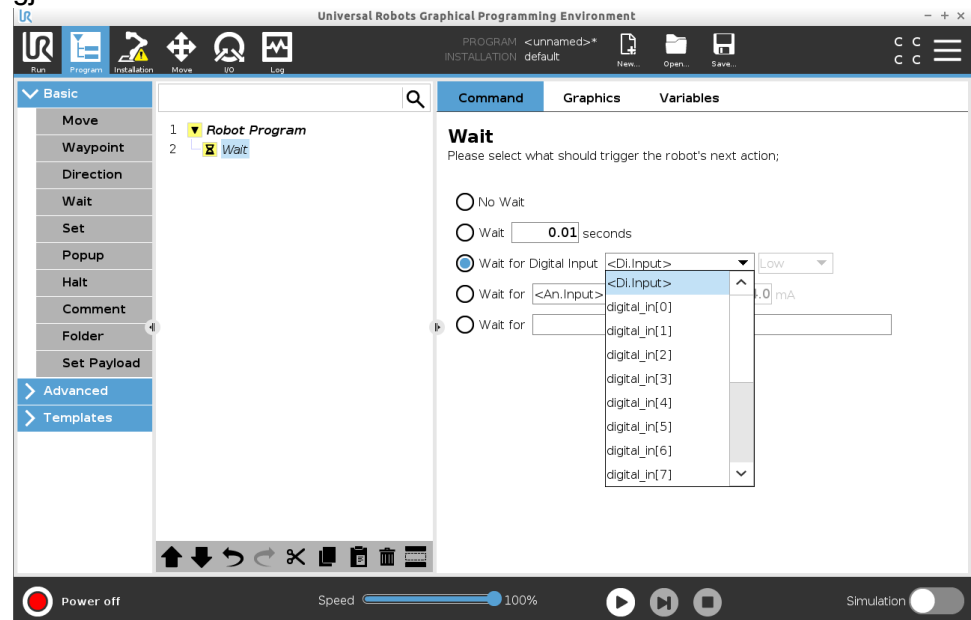 gj
UR
Universal Robots Graphical Programming Environment
UR
Run
Program
Installation
Move
I/O
Log
PROGRAM <unnamed>*
INSTALLATION default
New...
Open...
Save...
C C
C C
Basic
Move
Waypoint
Direction
Wait
Set
Popup
Halt
Comment
Folder
Set Payload
Advanced
Templates
1 Robot Program
2 Wait
Command Graphics Variables
Wait
Please select what should trigger the robot's next action;
No Wait
Wait 0.01 seconds
Wait for Digital Input <Di.Input> Low
Wait for <An.Input> .0 mA
Wait for
<Di.Input>
digital_in[0]
digital_in[1]
digital_in[2]
digital_in[3]
digital_in[4]
digital_in[5]
digital_in[6]
digital_in[7]
Power off
Speed 100%
Simulation